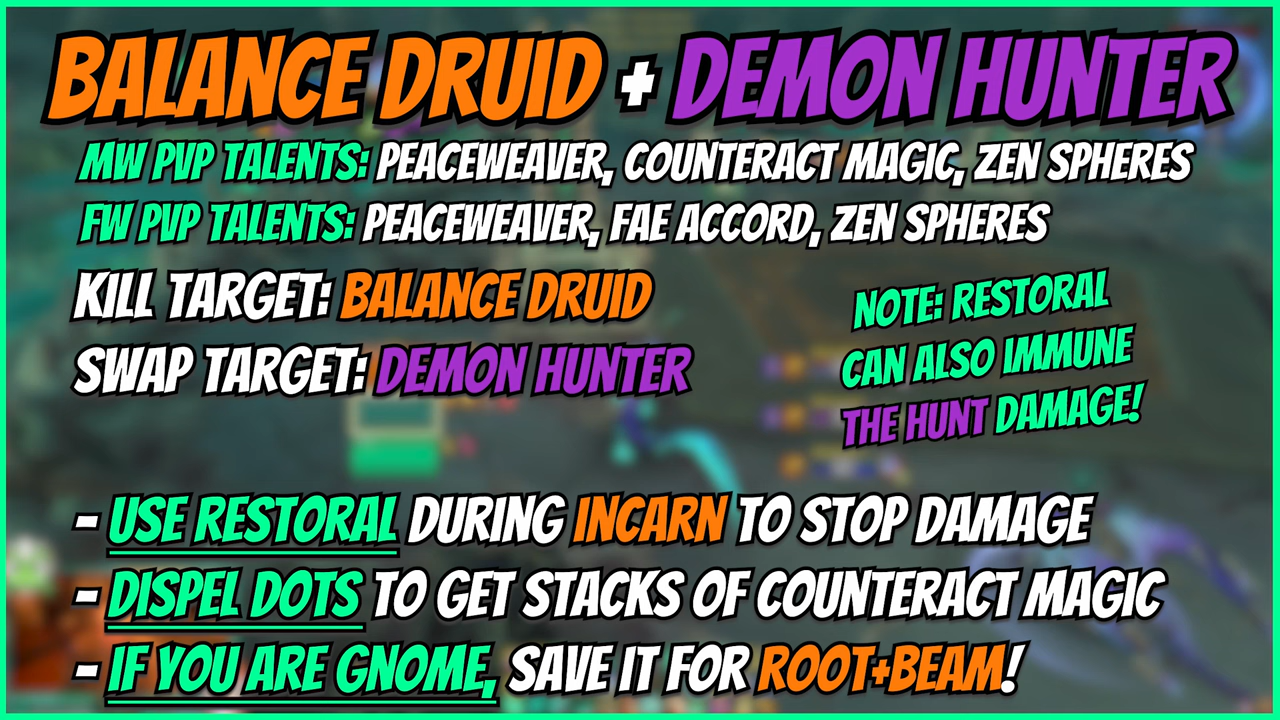 BALANCE DRUID + DEMON HUNTER
MW PVP TALENTS: PEACEWEAVER, COUNTERACT MAGIC, ZEN SPHERES
FW PVP TALENTS: PEACEWEAVER, FAE ACCORD, ZEN SPHERES
KILL TARGET: BALANCE DRUID
SWAP TARGET: DEMON HUNTER
NOTE: RESTORAL
CAN ALSO IMMUNE
THE HUNT DAMAGE!
- USE RESTORAL DURING INCARN TO STOP DAMAGE
- DISPEL DOTS TO GET STACKS OF COUNTERACT MAGIC
- IF YOU ARE GNOME, SAVE IT FOR ROOT+BEAM!